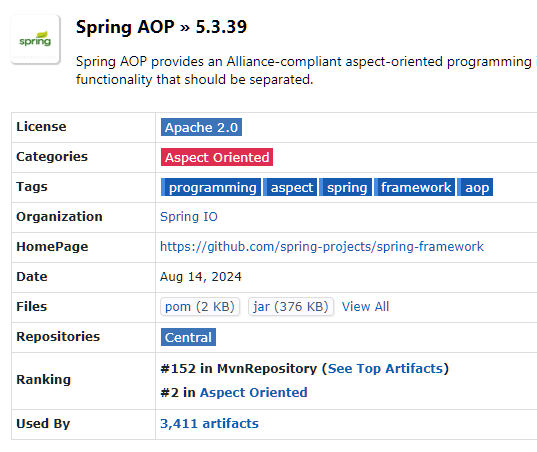 spring
Spring AOP » 5.3.39
Spring AOP provides an Alliance-compliant aspect-oriented programming
functionality that should be separated.
License Apache 2.0
Categories Aspect Oriented
Tags programming aspect spring framework aop
Organization Spring IO
HomePage https://github.com/spring-projects/spring-framework
Date Aug 14, 2024
Files pom (2 KB) jar (376 KB) View All
Repositories Central
Ranking #152 in MvnRepository (See Top Artifacts)
#2 in Aspect Oriented
Used By 3,411 artifacts